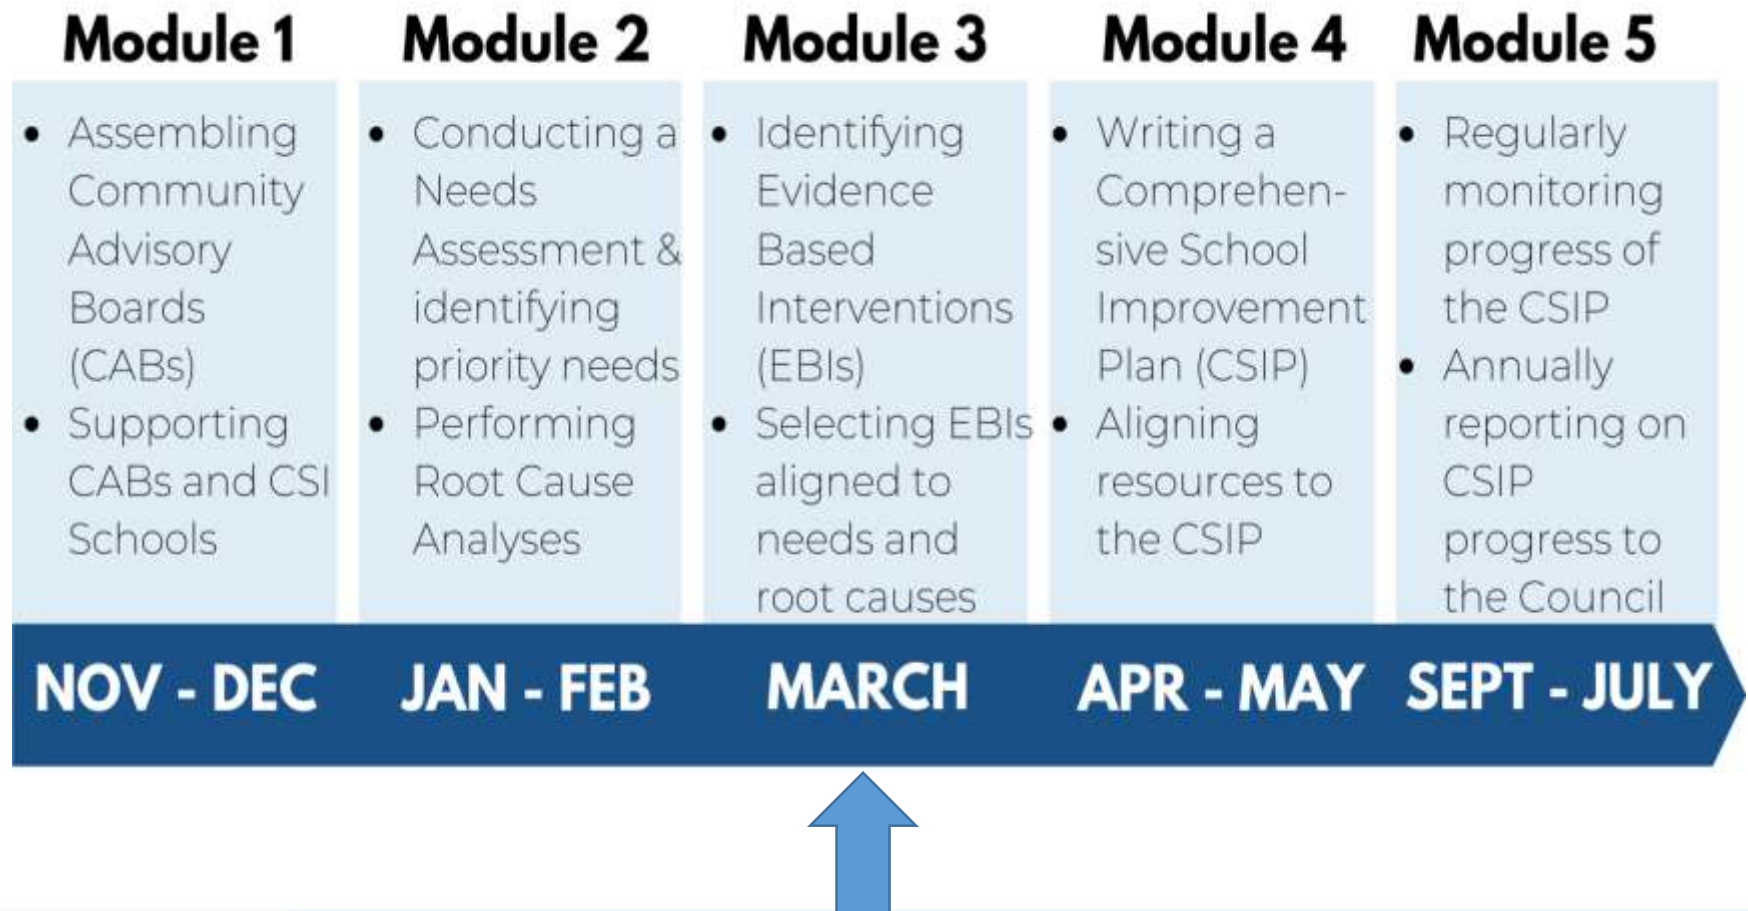 Module 1
• Assembling
Community
Advisory
Boards
(CABs)
• Supporting
CABs and CSI
Schools
NOV - DEC
Module 2
• Conducting a
Needs
Assessment &
identifying
priority needs
• Performing
Root Cause
Analyses
JAN - FEB
Module 3
• Identifying
Evidence
Based
Interventions
(EBIs)
• Selecting EBIs
aligned to
needs and
root causes
MARCH
Module 4
• Writing a
Comprehen-
sive School
Improvement
Plan (CSIP)
• Aligning
resources to
the CSIP
APR - MAY
Module 5
• Regularly
monitoring
progress of
the CSIP
• Annually
reporting on
CSIP
progress to
the Council
SEPT - JULY